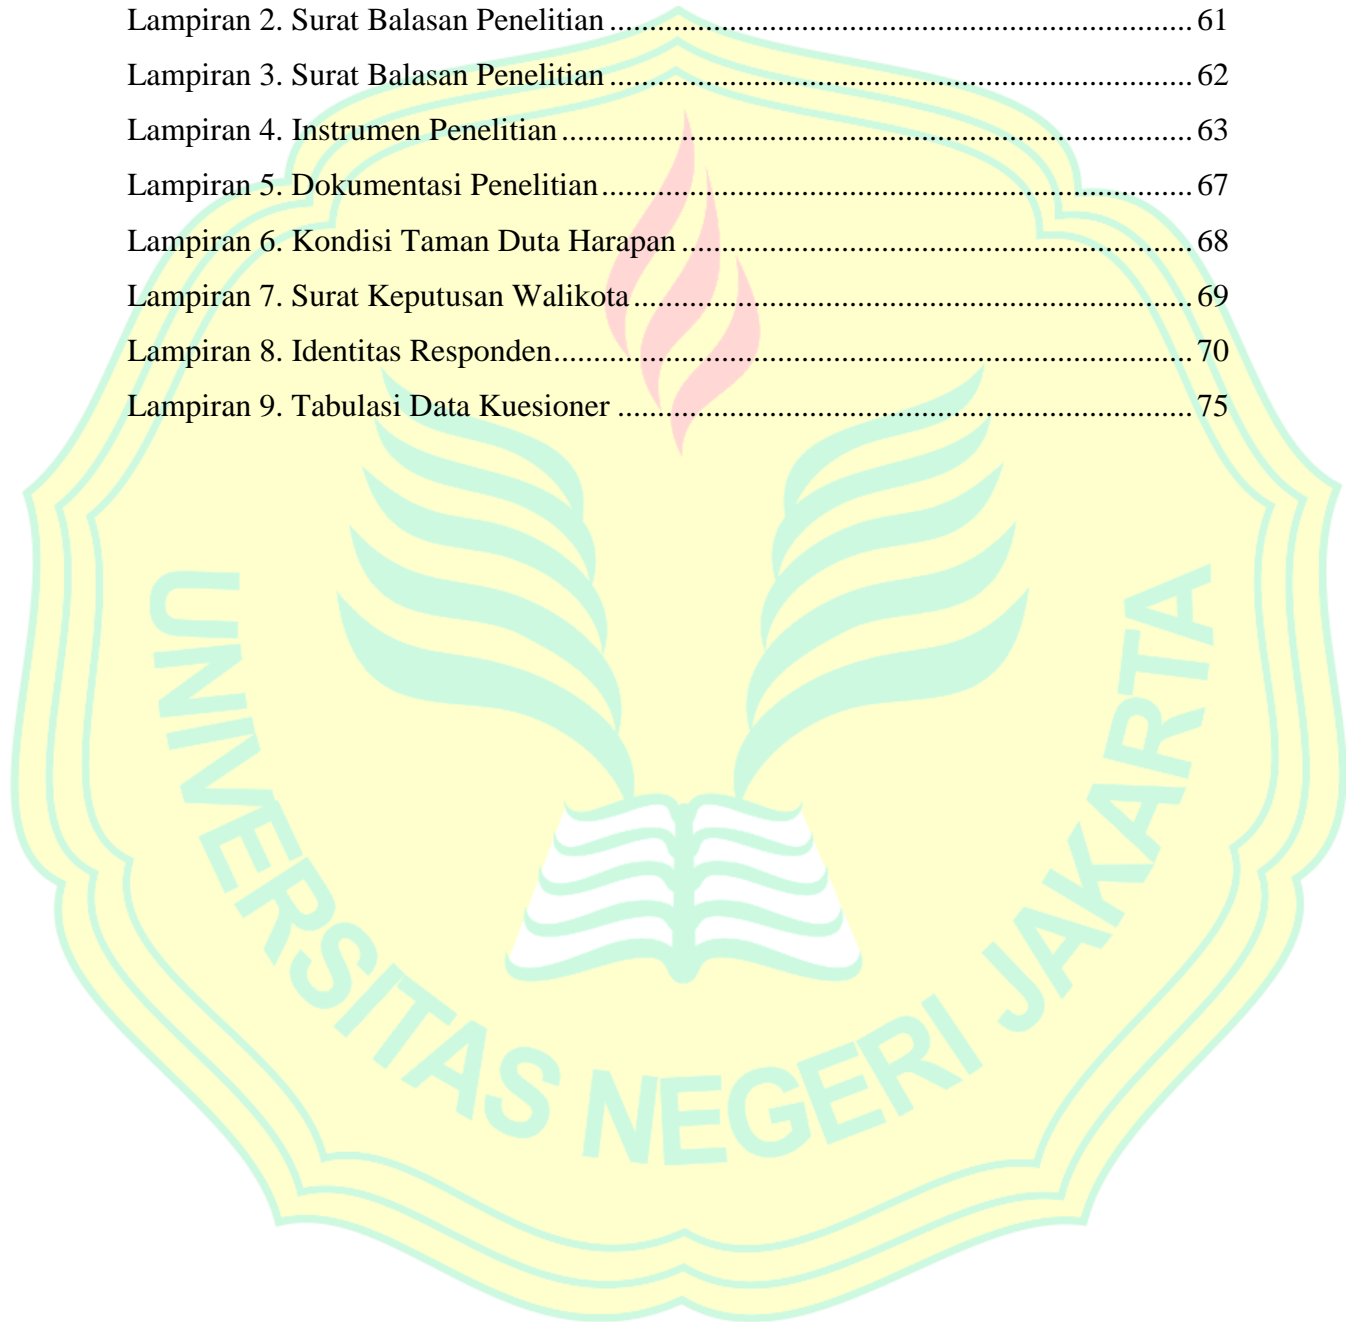 Lampiran 2. Surat Balasan Penelitian ........................................................................ 61
Lampiran 3. Surat Balasan Penelitian ........................................................................ 62
Lampiran 4. Instrumen Penelitian .............................................................................. 63
Lampiran 5. Dokumentasi Penelitian ......................................................................... 67
Lampiran 6. Kondisi Taman Duta Harapan ............................................................... 68
Lampiran 7. Surat Keputusan Walikota ..................................................................... 69
Lampiran 8. Identitas Responden ............................................................................... 70
Lampiran 9. Tabulasi Data Kuesioner ....................................................................... 75
UNIVERSITAS NEGERI JAKARTA